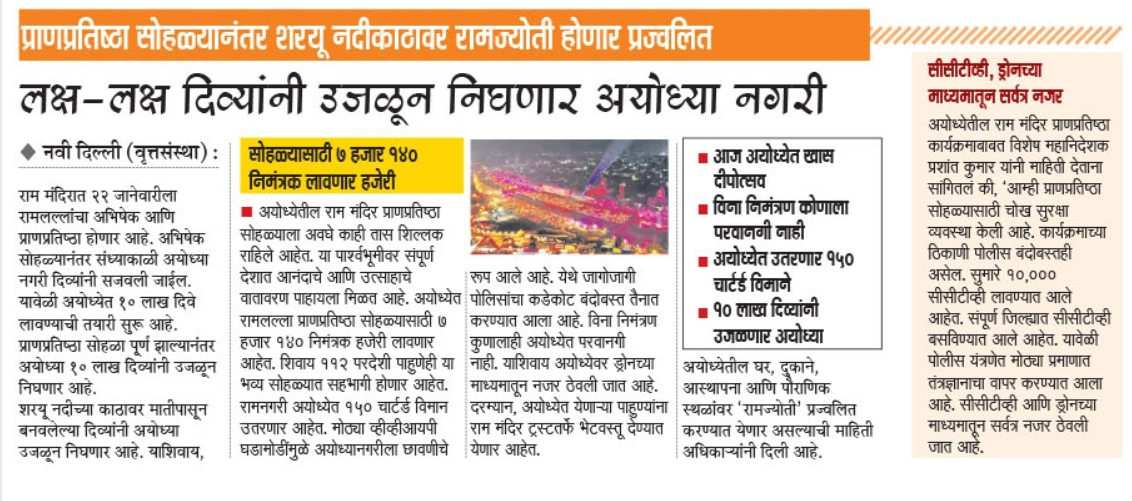 प्राणप्रतिष्ठा सोहळ्यानंतर शरयू नदीकाठावर रामज्योती होणार प्रज्वलित
लक्ष-लक्ष दिव्यांनी उजळून निघणार अयोध्या नगरी
◆ नवी दिल्ली (वृत्तसंस्था) :
राम मंदिरात २२ जानेवारीला
रामलल्लांचा अभिषेक आणि
प्राणप्रतिष्ठा होणार आहे. अभिषेक
सोहळ्यानंतर संध्याकाळी अयोध्या
नगरी दिव्यांनी सजवली जाईल.
यावेळी अयोध्येत १० लाख दिवे
लावण्याची तयारी सुरू आहे.
प्राणप्रतिष्ठा सोहळा पूर्ण झाल्यानंतर
अयोध्या १० लाख दिव्यांनी उजळून
निघणार आहे.
शरयू नदीच्या काठावर मातीपासून
बनवलेल्या दिव्यांनी अयोध्या
उजळून निघणार आहे. याशिवाय,
सोहळ्यासाठी ७ हजार १४०
निमंत्रक लावणार हजेरी
■ अयोध्येतील राम मंदिर प्राणप्रतिष्ठा
सोहळ्याला अवघे काही तास शिल्लक
राहिले आहेत. या पार्श्वभूमीवर संपूर्ण
देशात आनंदाचे आणि उत्साहाचे
वातावरण पाहायला मिळत आहे. अयोध्येत
रामलल्ला प्राणप्रतिष्ठा सोहळ्यासाठी ७
हजार १४० निमंत्रक हजेरी लावणार
आहेत. शिवाय ११२ परदेशी पाहुणेही या
भव्य सोहळ्यात सहभागी होणार आहेत.
रामनगरी अयोध्येत १५० चार्टर्ड विमान
उतरणार आहेत. मोठ्या व्हीव्हीआयपी
घडामोडींमुळे अयोध्यानगरीला छावणीचे
रूप आले आहे. येथे जागोजागी
पोलिसांचा कडेकोट बंदोबस्त तैनात
करण्यात आला आहे. विना निमंत्रण
कुणालाही अयोध्येत परवाणगी
नाही. याशिवाय अयोध्येवर ड्रोनच्या
माध्यमातून नजर ठेवली जात आहे.
दरम्यान, अयोध्येत येणाऱ्या पाहुण्यांना
राम मंदिर ट्रस्टतर्फे भेटवस्तू देण्यात
येणार आहेत.
■ आज अयोध्येत खास
दीपोत्सव
■ विना निमंत्रण कोणाला
परवानगी नाही
■ अयोध्येत उतरणार १५०
चार्टर्ड विमाने
■ १० लाख दिव्यांनी
उजळणार अयोध्या
अयोध्येतील घर, दुकाने,
आस्थापना आणि पौराणिक
स्थळांवर 'रामज्योती' प्रज्वलित
करण्यात येणार असल्याची माहिती
अधिकाऱ्यांनी दिली आहे.
सीसीटीव्ही, ड्रोनच्या
माध्यमातून सर्वत्र नजर
अयोध्येतील राम मंदिर प्राणप्रतिष्ठा
कार्यक्रमाबाबत विशेष महानिदेशक
प्रशांत कुमार यांनी माहिती देताना
सांगितलं की, 'आम्ही प्राणप्रतिष्ठा
सोहळ्यासाठी चोख सुरक्षा
व्यवस्था केली आहे. कार्यक्रमाच्या
ठिकाणी पोलीस बंदोबस्तही
असेल. सुमारे १०,०००
सीसीटीव्ही लावण्यात आले
आहेत. संपूर्ण जिल्ह्यात सीसीटीव्ही
बसविण्यात आले आहेत. यावेळी
पोलीस यंत्रणेत मोठ्या प्रमाणात
तंत्रज्ञानाचा वापर करण्यात आला
आहे. सीसीटीव्ही आणि ड्रोनच्या
माध्यमातून सर्वत्र नजर ठेवली
जात आहे.